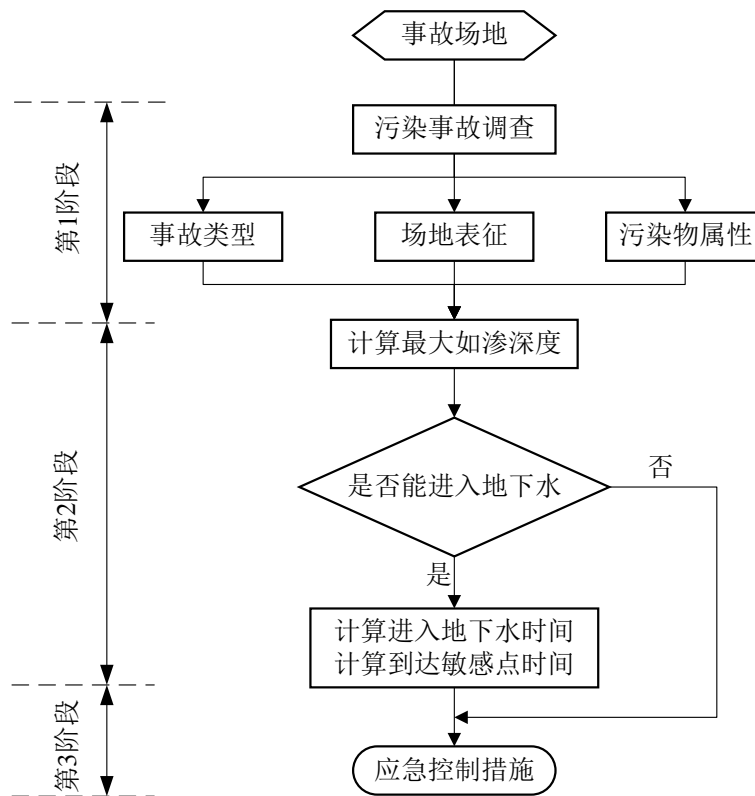 事故场地
污染事故调查
第1阶段
事故类型
场地表征
污染物属性
计算最大如渗深度
第2阶段
是否能进入地下水
否
是
计算进入地下水时间
计算到达敏感点时间
第3阶段
应急控制措施